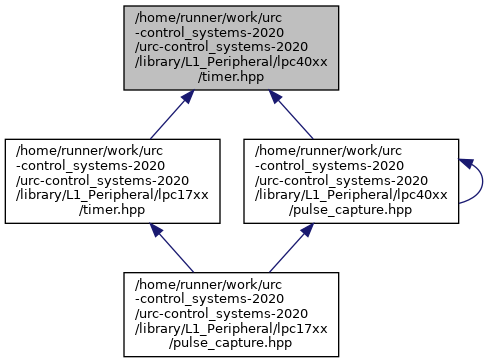 /home/runner/work/urc
-control_systems-2020
/urc-control_systems-2020
/library/L1_Peripheral/lpc40xx
/timer.hpp
/home/runner/work/urc
-control_systems-2020
/urc-control_systems-2020
/library/L1_Peripheral/lpc17xx
/timer.hpp
/home/runner/work/urc
-control_systems-2020
/urc-control_systems-2020
/library/L1_Peripheral/lpc40xx
/pulse_capture.hpp
/home/runner/work/urc
-control_systems-2020
/urc-control_systems-2020
/library/L1_Peripheral/lpc17xx
/pulse_capture.hpp